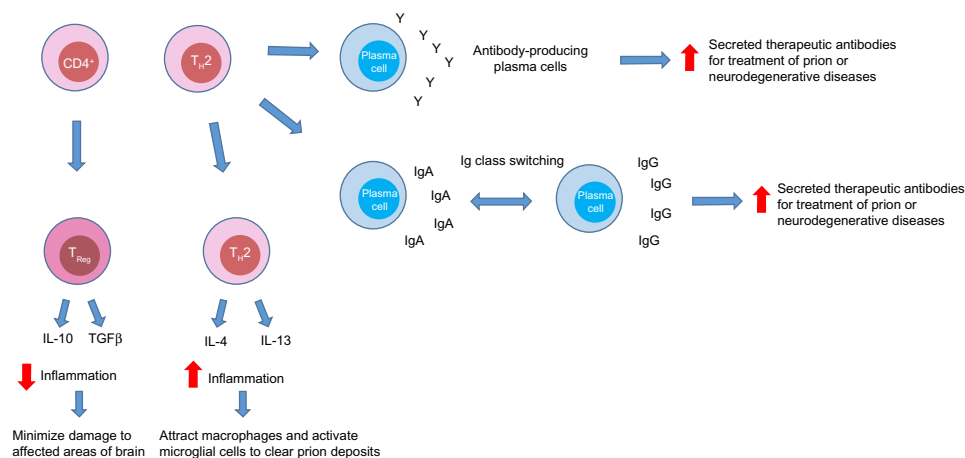 CD4+
TH2
Plasma
cell
Y
Y
Y
Y
Y
Y
Antibody-producing
plasma cells
Secreted therapeutic antibodies
for treatment of prion or
neurodegenerative diseases
Plasma
cell
IgA
IgA
IgA
IgA
Ig class switching
Plasma
cell
IgG
IgG
IgG
IgG
Secreted therapeutic antibodies
for treatment of prion or
neurodegenerative diseases
TReg
TH2
IL-10 TGFβ
IL-4 IL-13
Inflammation
Inflammation
Minimize damage to
affected areas of brain
Attract macrophages and activate
microglial cells to clear prion deposits